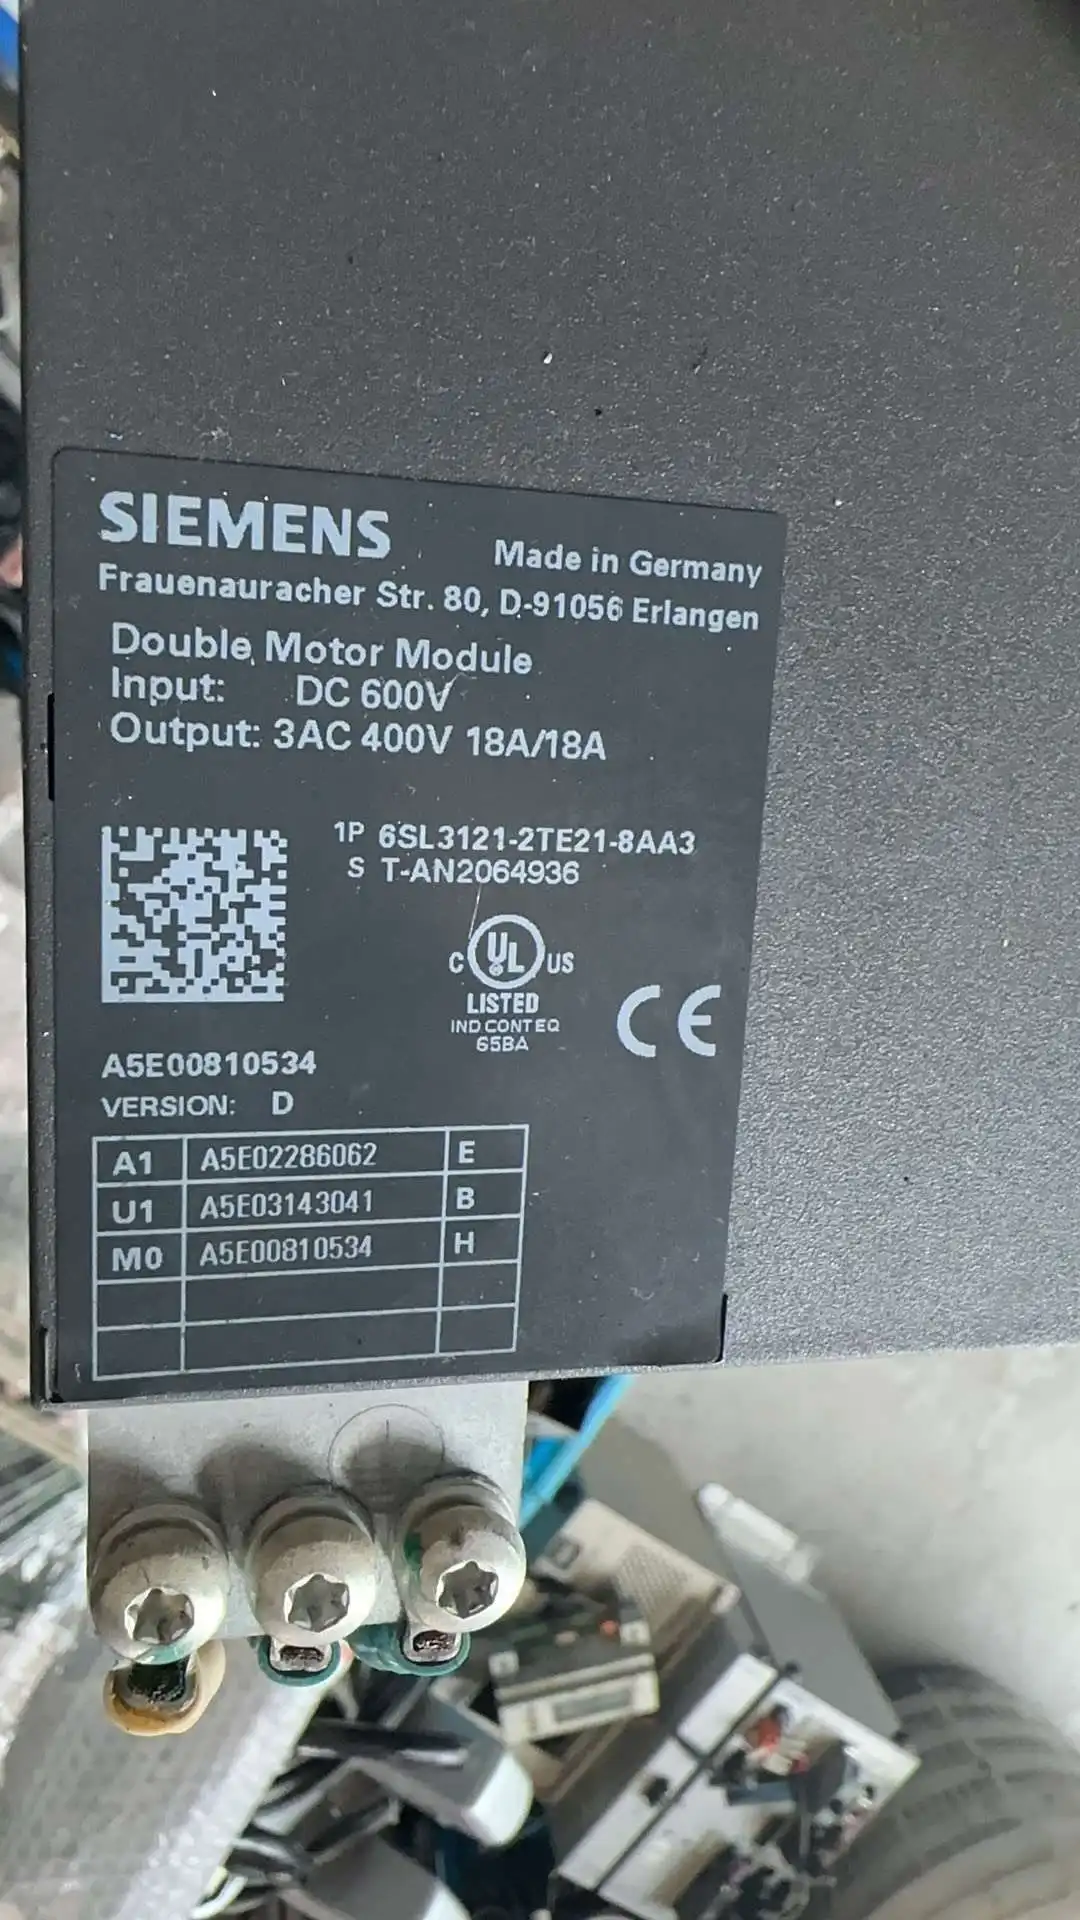 SIEMENS
Made in Germany
Frauenauracher Str. 80, D-91056 Erlangen
Double Motor Module
Input: DC 600V
Output: 3AC 400V 18A/18A
1P 6SL3121-2TE21-8AA3
S T-AN2064936
C UL US
LISTED
IND CONT EQ
65BA
CE
A5E00810534
VERSION: D
A1 A5E02286062 E
U1 A5E03143041 B
M0 A5E00810534 H